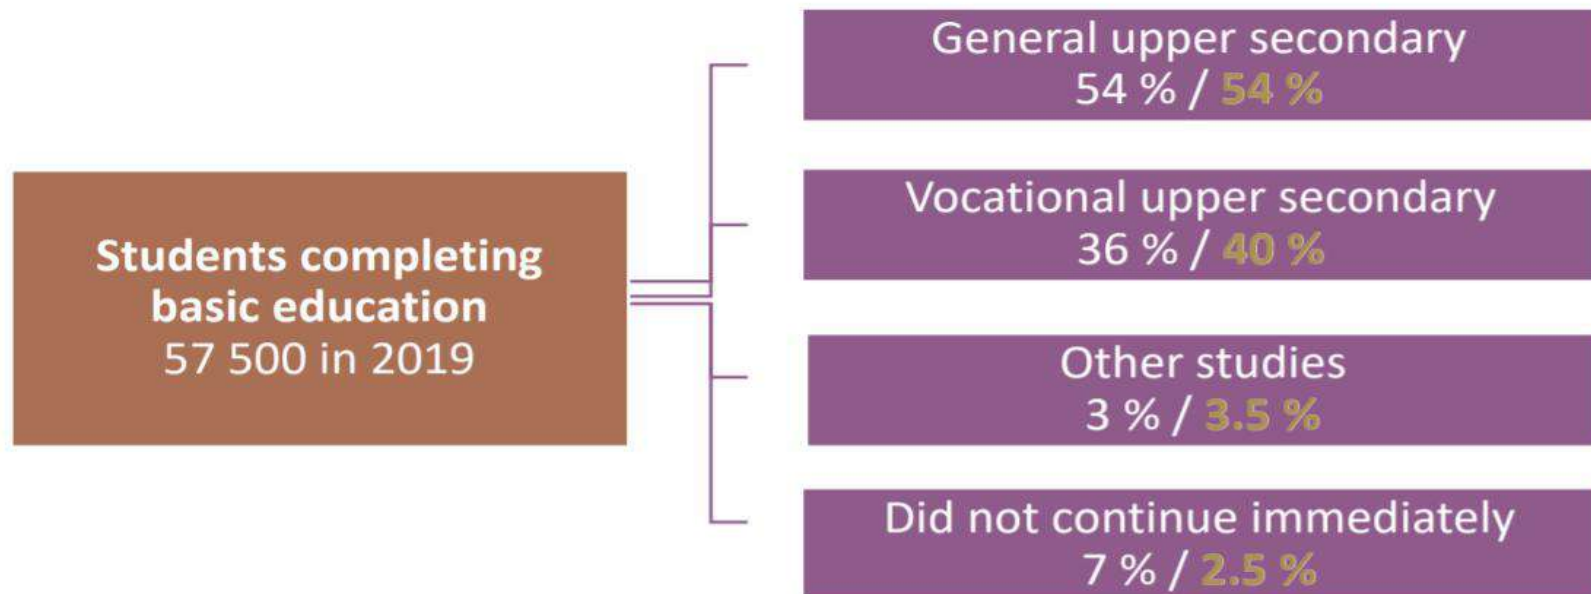 Students completing
basic education
57 500 in 2019
General upper secondary
54 % / 54 %
Vocational upper secondary
36 % / 40 %
Other studies
3 % / 3.5 %
Did not continue immediately
7 % / 2.5 %